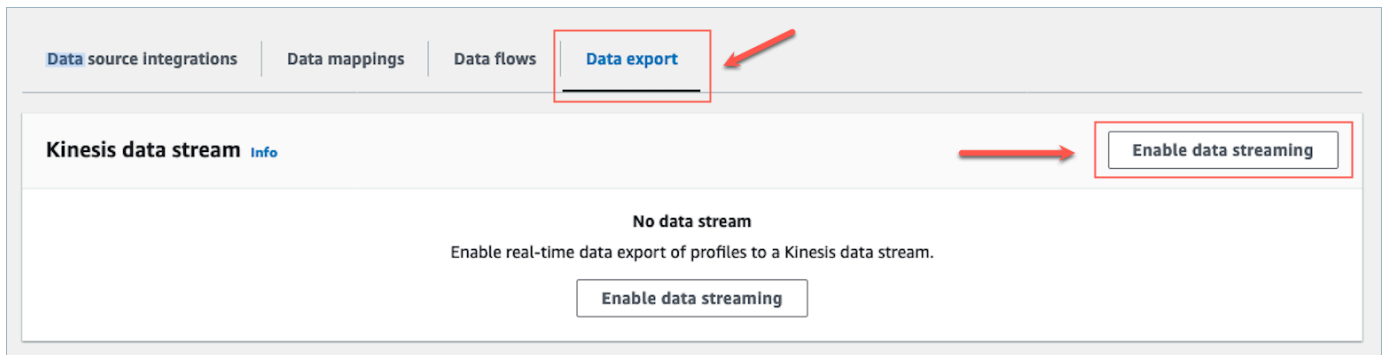 Data source integrations Data mappings Data flows Data export
Kinesis data stream Info Enable data streaming
No data stream
Enable real-time data export of profiles to a Kinesis data stream.
Enable data streaming